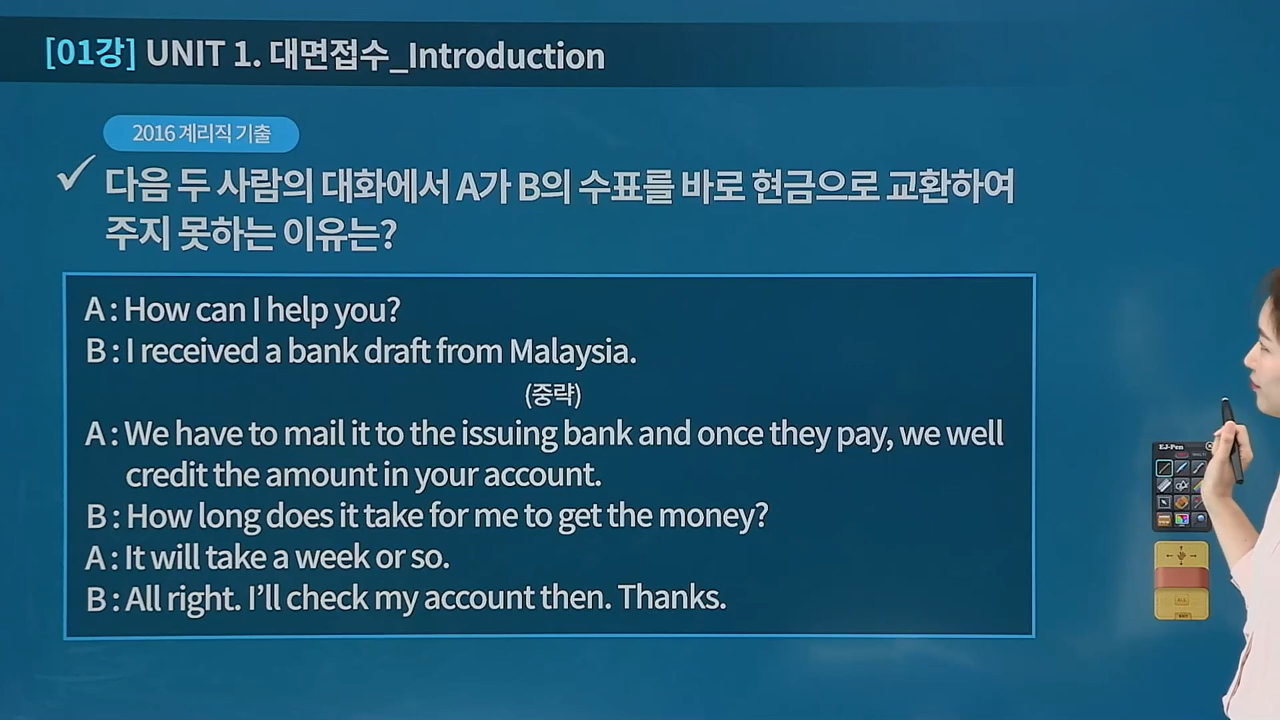 [01강] UNIT 1. 대면접수_Introduction
2016 계리직 기출
다음 두 사람의 대화에서 A가 B의 수표를 바로 현금으로 교환하여
주지 못하는 이유는?
A : How can I help you?
B : I received a bank draft from Malaysia.
(중략)
A : We have to mail it to the issuing bank and once they pay, we well
credit the amount in your account.
B : How long does it take for me to get the money?
A : It will take a week or so.
B : All right. I’ll check my account then. Thanks.
EJ-Pen
ALL